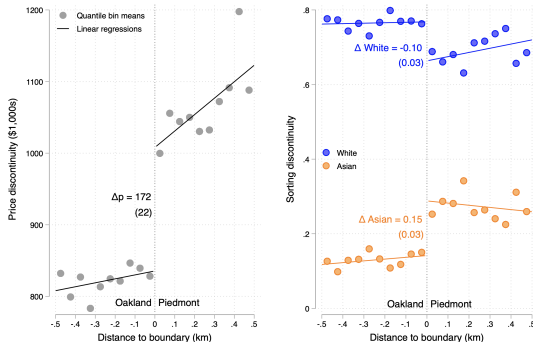 1200
1100
1000
900
800
Price discontinuity ($1,000s)
Quantile bin means
Linear regressions
Δp = 172
(22)
Oakland Piedmont
-.5 -.4 -.3 -.2 -.1 0 .1 .2 .3 .4 .5
Distance to boundary (km)
.8
.6
.4
.2
0
Sorting discontinuity
Δ White = -0.10
(0.03)
White
Asian
Δ Asian = 0.15
(0.03)
Oakland Piedmont
-.5 -.4 -.3 -.2 -.1 0 .1 .2 .3 .4 .5
Distance to boundary (km)